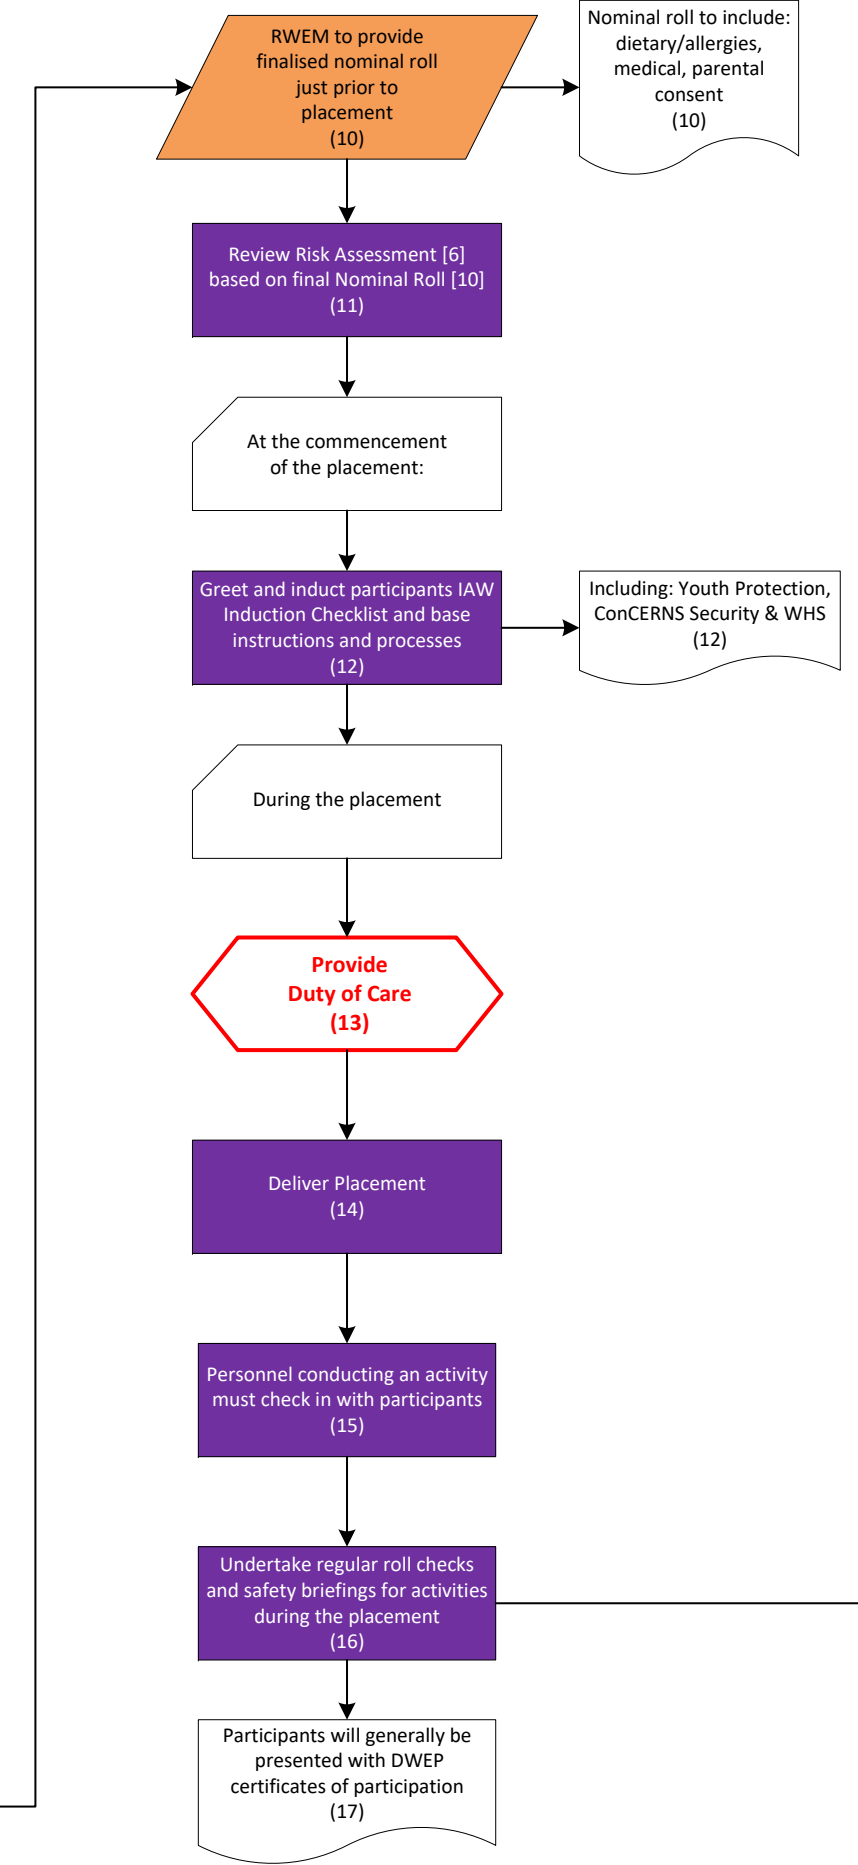 RWEM to provide
finalised nominal roll
just prior to
placement
(10)
Nominal roll to include:
dietary/allergies,
medical, parental
consent
(10)
Review Risk Assessment [6]
based on final Nominal Roll [10]
(11)
At the commencement
of the placement:
Greet and induct participants IAW
Induction Checklist and base
instructions and processes
(12)
Including: Youth Protection,
ConCERNS Security & WHS
(12)
During the placement
Provide
Duty of Care
(13)
Deliver Placement
(14)
Personnel conducting an activity
must check in with participants
(15)
Undertake regular roll checks
and safety briefings for activities
during the placement
(16)
Participants will generally be
presented with DWEP
certificates of participation
(17)